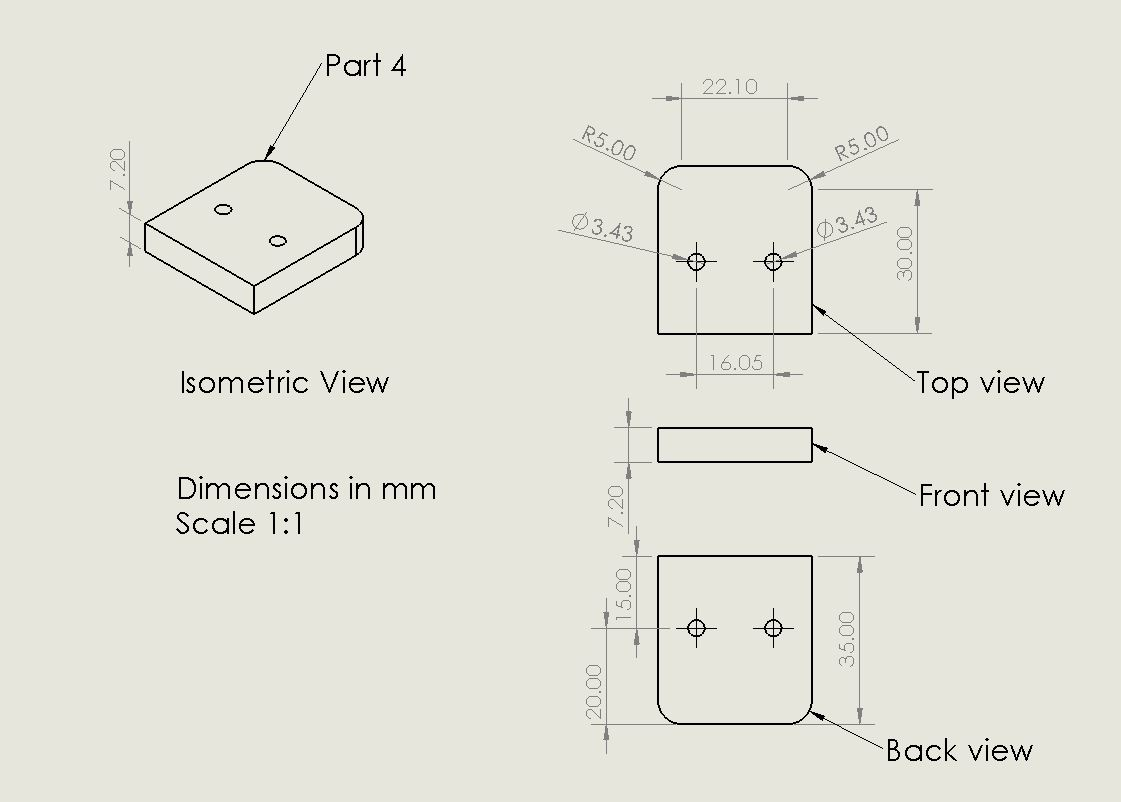 Part 4
22.10
R5.00
R5.00
7.20
Ø3.43
Ø3.43
30.00
16.05
Isometric View
Top view
Dimensions in mm
Scale 1:1
Front view
7.20
15.00
35.00
20.00
Back view